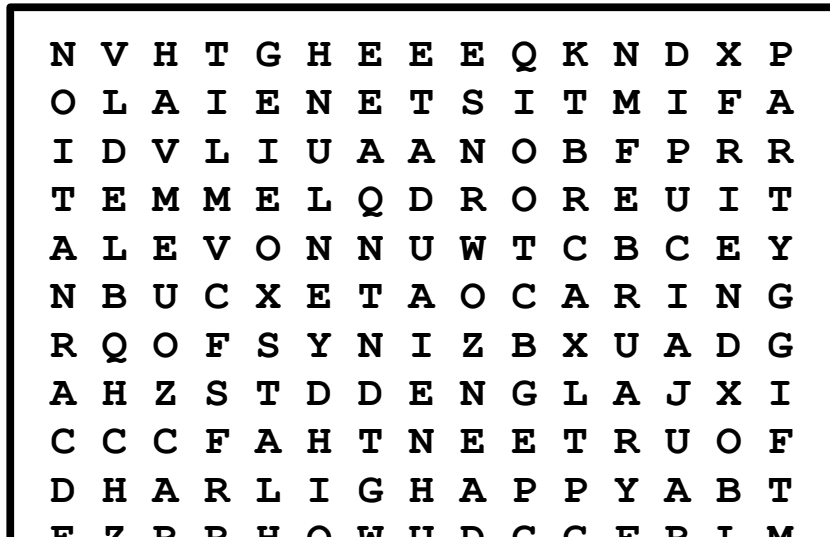 N V H T G H E E E Q K N D X P
O L A I E N E T S I T M I F A
I D V L I U A A N O B F P R R
T E M M E L Q D R O R E U I T
A L E V O N N U W T C B C E Y
N B U C X E T A O C A R I N G
R Q O F S Y N I Z B X U A D G
A H Z S T D D E N G L A J X I
C C C F A H T N E E T R U O F
D H A R L I G H A P P Y A B T